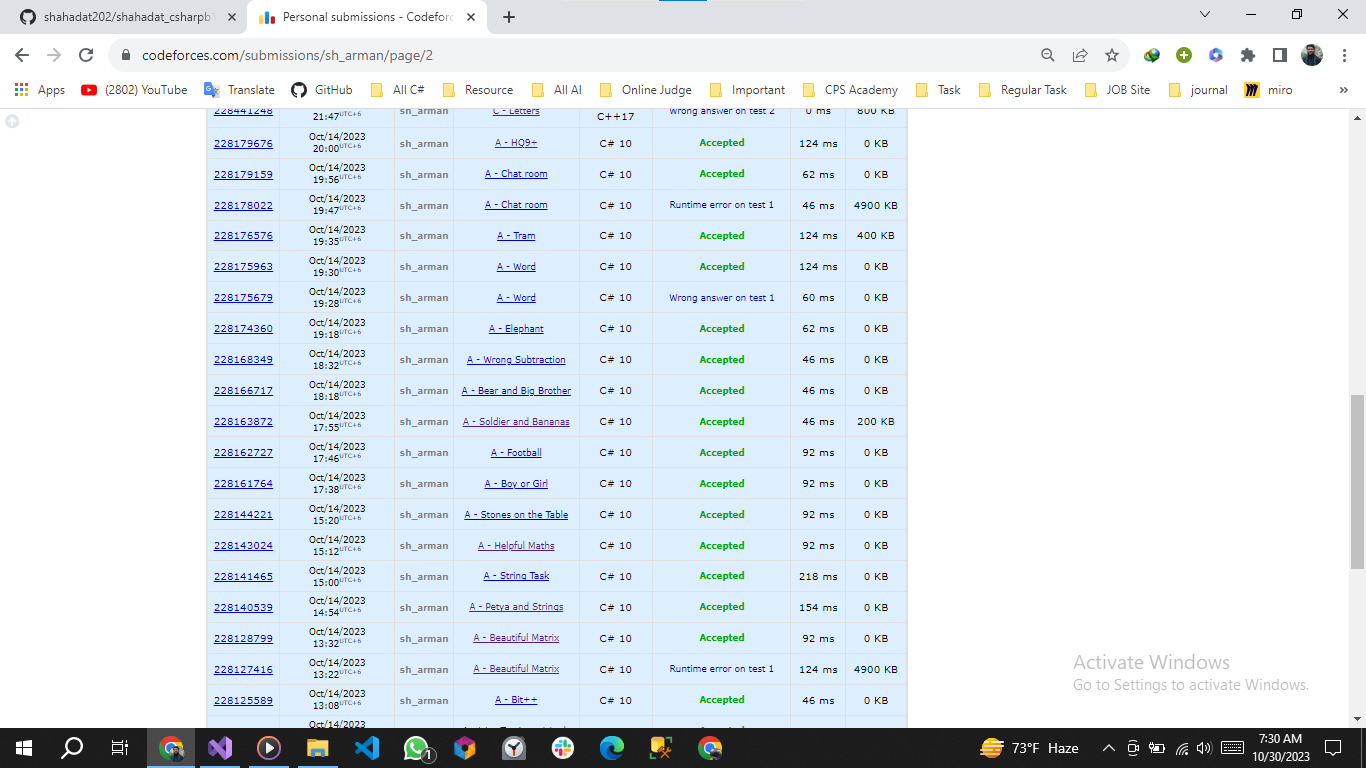 shahadat202/shahadat_csharpb
Personal submissions - Codeforc
codeforces.com/submissions/sh_arman/page/2
Apps (2802) YouTube Translate GitHub All C# Resource All AI Online Judge Important CPS Academy Task Regular Task JOB Site journal miro »
228441248 21:47UTC+6 sh_arman C - Letters C++17 Wrong answer on test 2 0 ms 800 KB
228179676 Oct/14/2023 20:00UTC+6 sh_arman A - HQ9+ C# 10 Accepted 124 ms 0 KB
228179159 Oct/14/2023 19:56UTC+6 sh_arman A - Chat room C# 10 Accepted 62 ms 0 KB
228178022 Oct/14/2023 19:47UTC+6 sh_arman A - Chat room C# 10 Runtime error on test 1 46 ms 4900 KB
228176576 Oct/14/2023 19:35UTC+6 sh_arman A - Tram C# 10 Accepted 124 ms 400 KB
228175963 Oct/14/2023 19:30UTC+6 sh_arman A - Word C# 10 Accepted 124 ms 0 KB
228175679 Oct/14/2023 19:28UTC+6 sh_arman A - Word C# 10 Wrong answer on test 1 60 ms 0 KB
228174360 Oct/14/2023 19:18UTC+6 sh_arman A - Elephant C# 10 Accepted 62 ms 0 KB
228168349 Oct/14/2023 18:32UTC+6 sh_arman A - Wrong Subtraction C# 10 Accepted 46 ms 0 KB
228166717 Oct/14/2023 18:18UTC+6 sh_arman A - Bear and Big Brother C# 10 Accepted 46 ms 0 KB
228163872 Oct/14/2023 17:55UTC+6 sh_arman A - Soldier and Bananas C# 10 Accepted 46 ms 200 KB
228162727 Oct/14/2023 17:46UTC+6 sh_arman A - Football C# 10 Accepted 92 ms 0 KB
228161764 Oct/14/2023 17:38UTC+6 sh_arman A - Boy or Girl C# 10 Accepted 92 ms 0 KB
228144221 Oct/14/2023 15:20UTC+6 sh_arman A - Stones on the Table C# 10 Accepted 92 ms 0 KB
228143024 Oct/14/2023 15:12UTC+6 sh_arman A - Helpful Maths C# 10 Accepted 92 ms 0 KB
228141465 Oct/14/2023 15:00UTC+6 sh_arman A - String Task C# 10 Accepted 218 ms 0 KB
228140539 Oct/14/2023 14:54UTC+6 sh_arman A - Petya and Strings C# 10 Accepted 154 ms 0 KB
228128799 Oct/14/2023 13:32UTC+6 sh_arman A - Beautiful Matrix C# 10 Accepted 92 ms 0 KB
228127416 Oct/14/2023 13:22UTC+6 sh_arman A - Beautiful Matrix C# 10 Runtime error on test 1 124 ms 4900 KB
228125589 Oct/14/2023 13:08UTC+6 sh_arman A - Bit++ C# 10 Accepted 46 ms 0 KB
Oct/14/2023
Activate Windows
Go to Settings to activate Windows.
1
73°F Haze
7:30 AM
10/30/2023